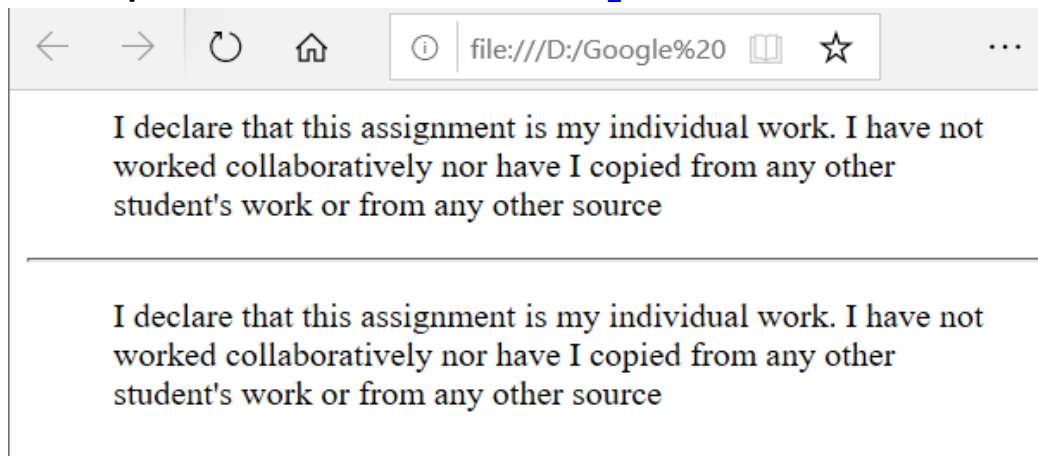 file:///D:/Google%20
I declare that this assignment is my individual work. I have not
worked collaboratively nor have I copied from any other
student's work or from any other source
I declare that this assignment is my individual work. I have not
worked collaboratively nor have I copied from any other
student's work or from any other source